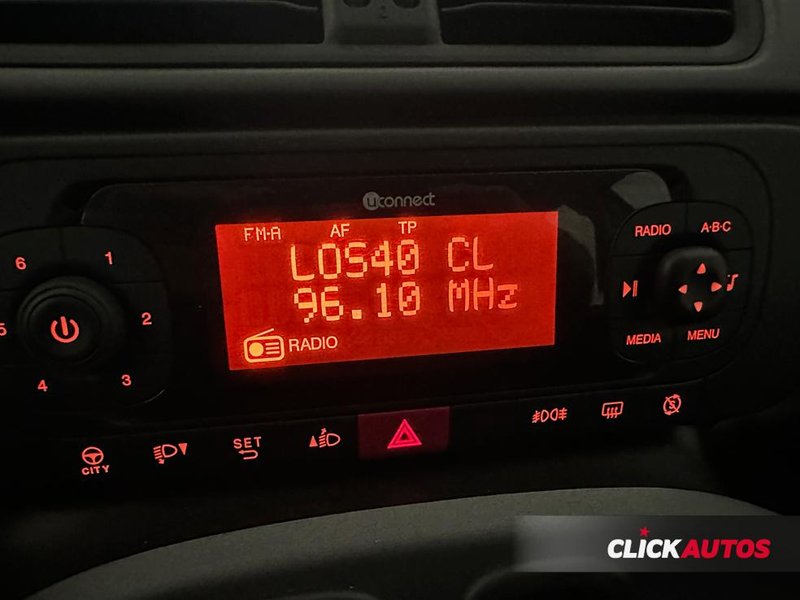 uconnect
FM-A AF TP
LOS40 CL
96.10 MHz
RADIO
6 1
5 2
4 3
RADIO A·B·C
MEDIA MENU
CITY
SET
CLICKAUTOS